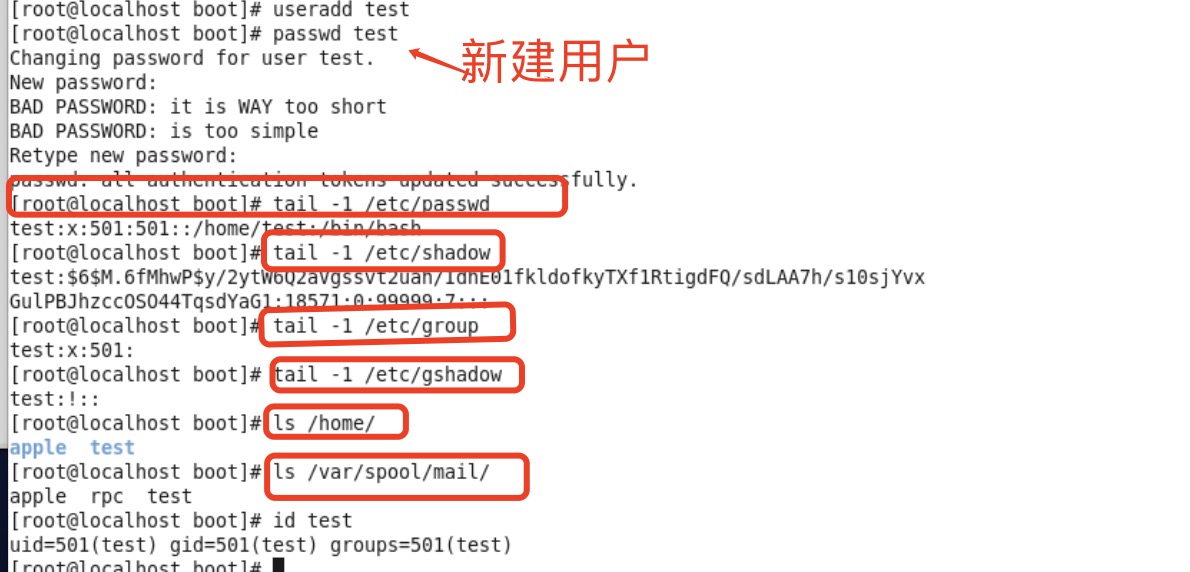 [root@localhost boot]# useradd test
[root@localhost boot]# passwd test
新建用户
Changing password for user test.
New password:
BAD PASSWORD: it is WAY too short
BAD PASSWORD: is too simple
Retype new password:
passwd: all authentication tokens updated successfully.
[root@localhost boot]# tail -1 /etc/passwd
test:x:501:501::/home/test:/bin/bash
[root@localhost boot]# tail -1 /etc/shadow
test:$6$M.6fMhwP$y/2ytW6Q2aVgssvt2uah/IdhE01fkldofkyTXf1RtigdFQ/sdLAA7h/s10sjYvx
GulPBJhzccOSO44TqsdYaG1:18571:0:99999:7:::
[root@localhost boot]# tail -1 /etc/group
test:x:501:
[root@localhost boot]# tail -1 /etc/gshadow
test:!::
[root@localhost boot]# ls /home/
apple  test
[root@localhost boot]# ls /var/spool/mail/
apple  rpc  test
[root@localhost boot]# id test
uid=501(test) gid=501(test) groups=501(test)
[root@localhost boot]#